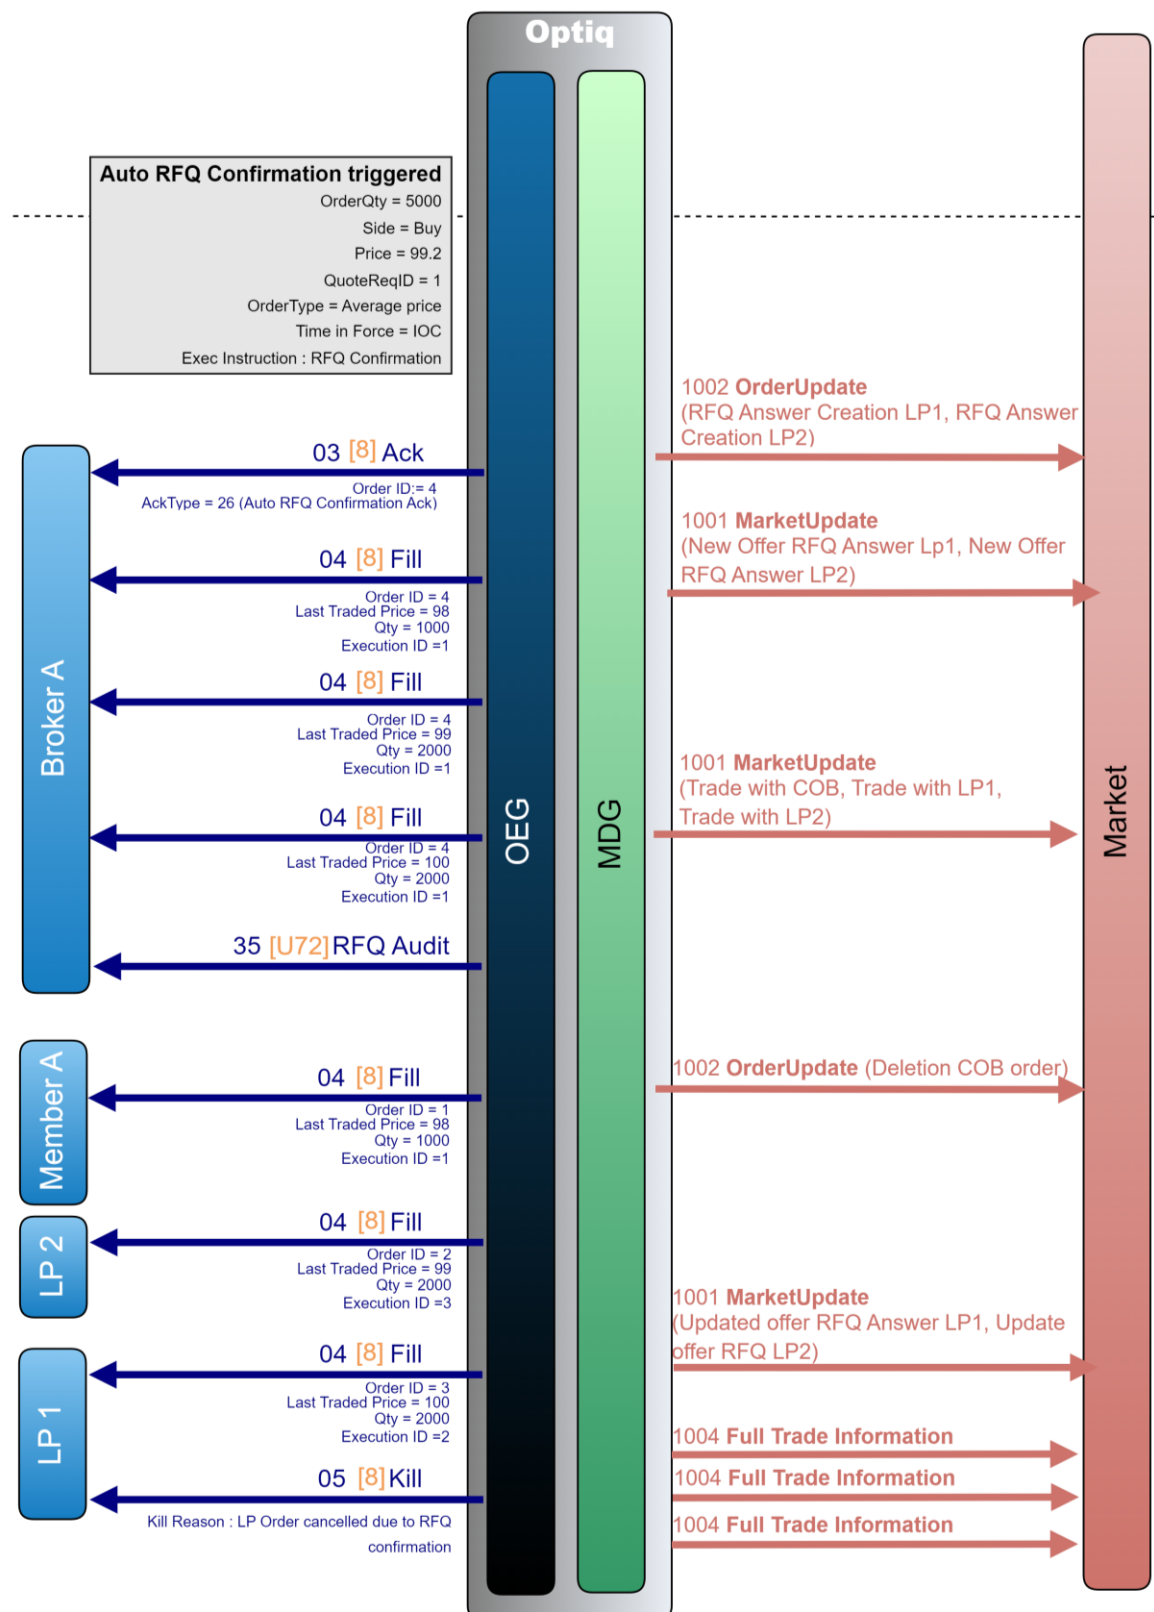 Optiq
Auto RFQ Confirmation triggered
OrderQty = 5000
Side = Buy
Price = 99.2
QuoteReqID = 1
OrderType = Average price
Time in Force = IOC
Exec Instruction : RFQ Confirmation
Broker A
03 [8] Ack
Order ID:= 4
AckType = 26 (Auto RFQ Confirmation Ack)
04 [8] Fill
Order ID = 4
Last Traded Price = 98
Qty = 1000
Execution ID =1
04 [8] Fill
Order ID = 4
Last Traded Price = 99
Qty = 2000
Execution ID =1
04 [8] Fill
Order ID = 4
Last Traded Price = 100
Qty = 2000
Execution ID =1
35 [U72] RFQ Audit
Member A
04 [8] Fill
Order ID = 1
Last Traded Price = 98
Qty = 1000
Execution ID =1
LP 2
04 [8] Fill
Order ID = 2
Last Traded Price = 99
Qty = 2000
Execution ID =3
LP 1
04 [8] Fill
Order ID = 3
Last Traded Price = 100
Qty = 2000
Execution ID =2
05 [8] Kill
Kill Reason : LP Order cancelled due to RFQ
confirmation
OEG
MDG
1002 OrderUpdate
(RFQ Answer Creation LP1, RFQ Answer
Creation LP2)
1001 MarketUpdate
(New Offer RFQ Answer Lp1, New Offer
RFQ Answer LP2)
1001 MarketUpdate
(Trade with COB, Trade with LP1,
Trade with LP2)
1002 OrderUpdate (Deletion COB order)
1001 MarketUpdate
(Updated offer RFQ Answer LP1, Update
offer RFQ LP2)
1004 Full Trade Information
1004 Full Trade Information
1004 Full Trade Information
Market